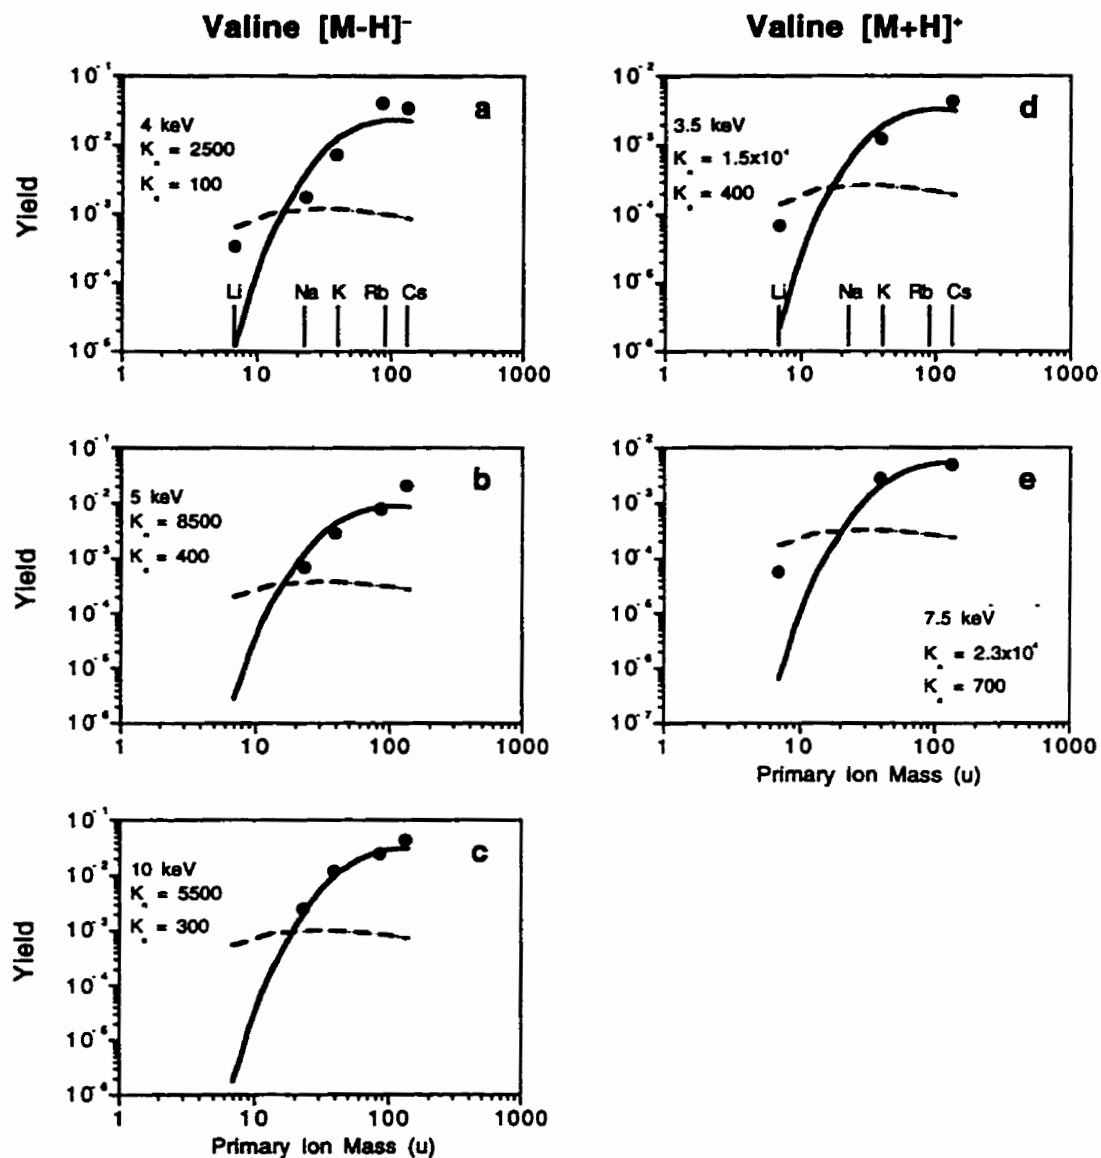 Valine [M-H]⁻
10⁻¹
10⁻²
10⁻³
10⁻⁴
10⁻⁵
Yield
a
4 keV
K = 2500
K = 100
Li Na K Rb Cs
1 10 100 1000
Valine [M+H]⁺
10⁻²
10⁻³
10⁻⁴
10⁻⁵
10⁻⁶
d
3.5 keV
K = 1.5x10⁴
K = 400
Li Na K Rb Cs
1 10 100 1000
10⁻¹
10⁻²
10⁻³
10⁻⁴
10⁻⁵
10⁻⁶
Yield
b
5 keV
K = 8500
K = 400
1 10 100 1000
10⁻²
10⁻³
10⁻⁴
10⁻⁵
10⁻⁶
10⁻⁷
e
7.5 keV
K = 2.3x10⁴
K = 700
1 10 100 1000
Primary Ion Mass (u)
10⁻¹
10⁻²
10⁻³
10⁻⁴
10⁻⁵
10⁻⁶
Yield
c
10 keV
K = 5500
K = 300
1 10 100 1000
Primary Ion Mass (u)